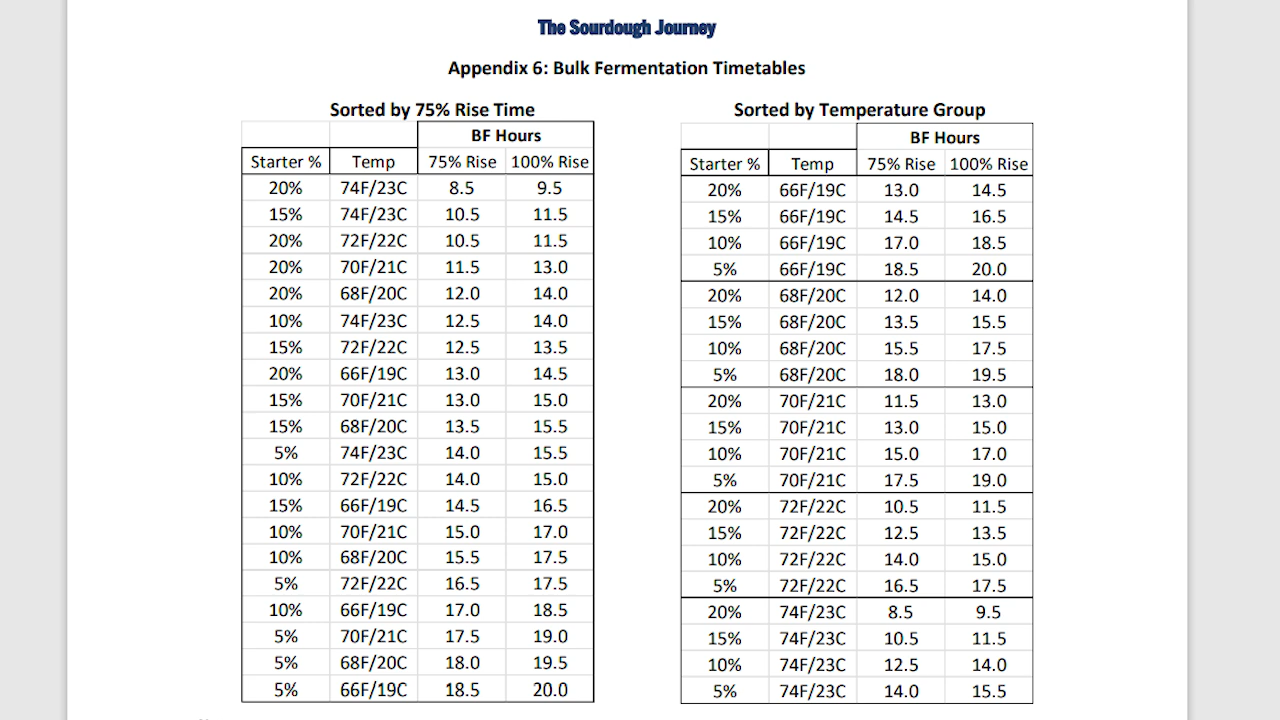 The Sourdough Journey
Appendix 6: Bulk Fermentation Timetables
Sorted by 75% Rise Time
BF Hours
Starter % Temp 75% Rise 100% Rise
20% 74F/23C 8.5 9.5
15% 74F/23C 10.5 11.5
20% 72F/22C 10.5 11.5
20% 70F/21C 11.5 13.0
20% 68F/20C 12.0 14.0
10% 74F/23C 12.5 14.0
15% 72F/22C 12.5 13.5
20% 66F/19C 13.0 14.5
15% 70F/21C 13.0 15.0
15% 68F/20C 13.5 15.5
5% 74F/23C 14.0 15.5
10% 72F/22C 14.0 15.0
15% 66F/19C 14.5 16.5
10% 70F/21C 15.0 17.0
10% 68F/20C 15.5 17.5
5% 72F/22C 16.5 17.5
10% 66F/19C 17.0 18.5
5% 70F/21C 17.5 19.0
5% 68F/20C 18.0 19.5
5% 66F/19C 18.5 20.0
Sorted by Temperature Group
BF Hours
Starter % Temp 75% Rise 100% Rise
20% 66F/19C 13.0 14.5
15% 66F/19C 14.5 16.5
10% 66F/19C 17.0 18.5
5% 66F/19C 18.5 20.0
20% 68F/20C 12.0 14.0
15% 68F/20C 13.5 15.5
10% 68F/20C 15.5 17.5
5% 68F/20C 18.0 19.5
20% 70F/21C 11.5 13.0
15% 70F/21C 13.0 15.0
10% 70F/21C 15.0 17.0
5% 70F/21C 17.5 19.0
20% 72F/22C 10.5 11.5
15% 72F/22C 12.5 13.5
10% 72F/22C 14.0 15.0
5% 72F/22C 16.5 17.5
20% 74F/23C 8.5 9.5
15% 74F/23C 10.5 11.5
10% 74F/23C 12.5 14.0
5% 74F/23C 14.0 15.5